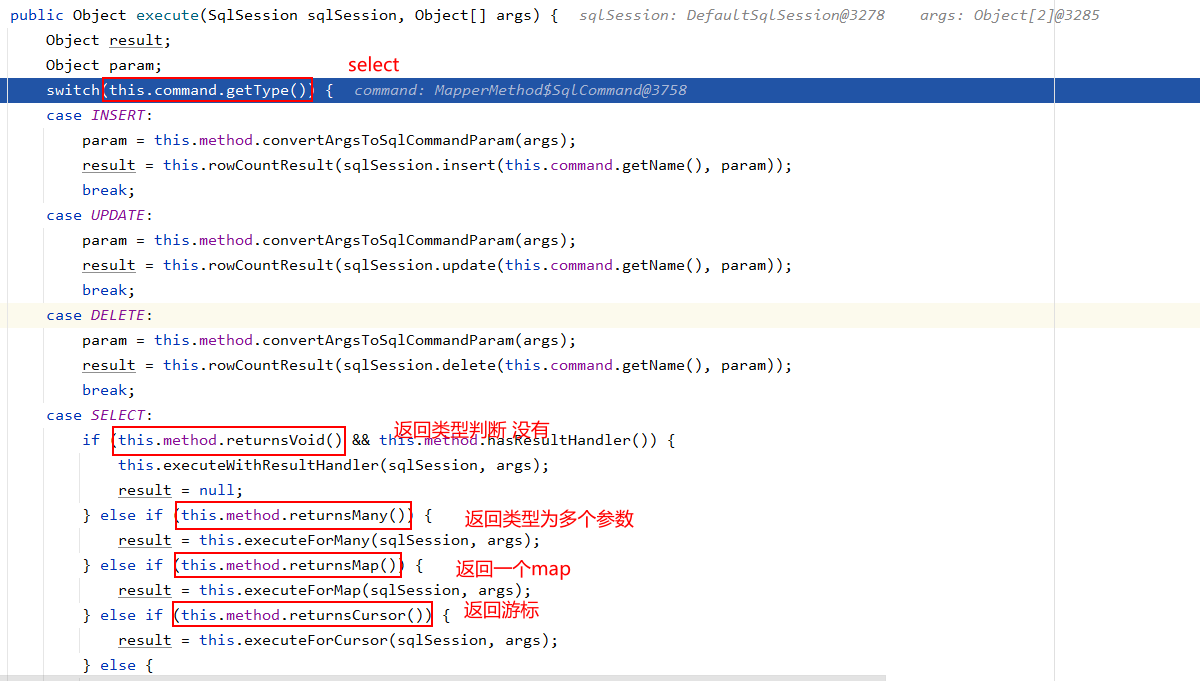 public Object execute(SqlSession sqlSession, Object[] args) {  sqlSession: DefaultSqlSession@3278    args: Object[2]@3285
Object result;
Object param;
select
switch(this.command.getType()) {  command: MapperMethod$SqlCommand@3758
case INSERT:
param = this.method.convertArgsToSqlCommandParam(args);
result = this.rowCountResult(sqlSession.insert(this.command.getName(), param));
break;
case UPDATE:
param = this.method.convertArgsToSqlCommandParam(args);
result = this.rowCountResult(sqlSession.update(this.command.getName(), param));
break;
case DELETE:
param = this.method.convertArgsToSqlCommandParam(args);
result = this.rowCountResult(sqlSession.delete(this.command.getName(), param));
break;
case SELECT:
返回类型判断 没有
if (this.method.returnsVoid() && this.method.hasResultHandler()) {
this.executeWithResultHandler(sqlSession, args);
result = null;
} else if (this.method.returnsMany()) {
返回类型为多个参数
result = this.executeForMany(sqlSession, args);
} else if (this.method.returnsMap()) {
返回一个map
result = this.executeForMap(sqlSession, args);
} else if (this.method.returnsCursor()) {
返回游标
result = this.executeForCursor(sqlSession, args);
} else {